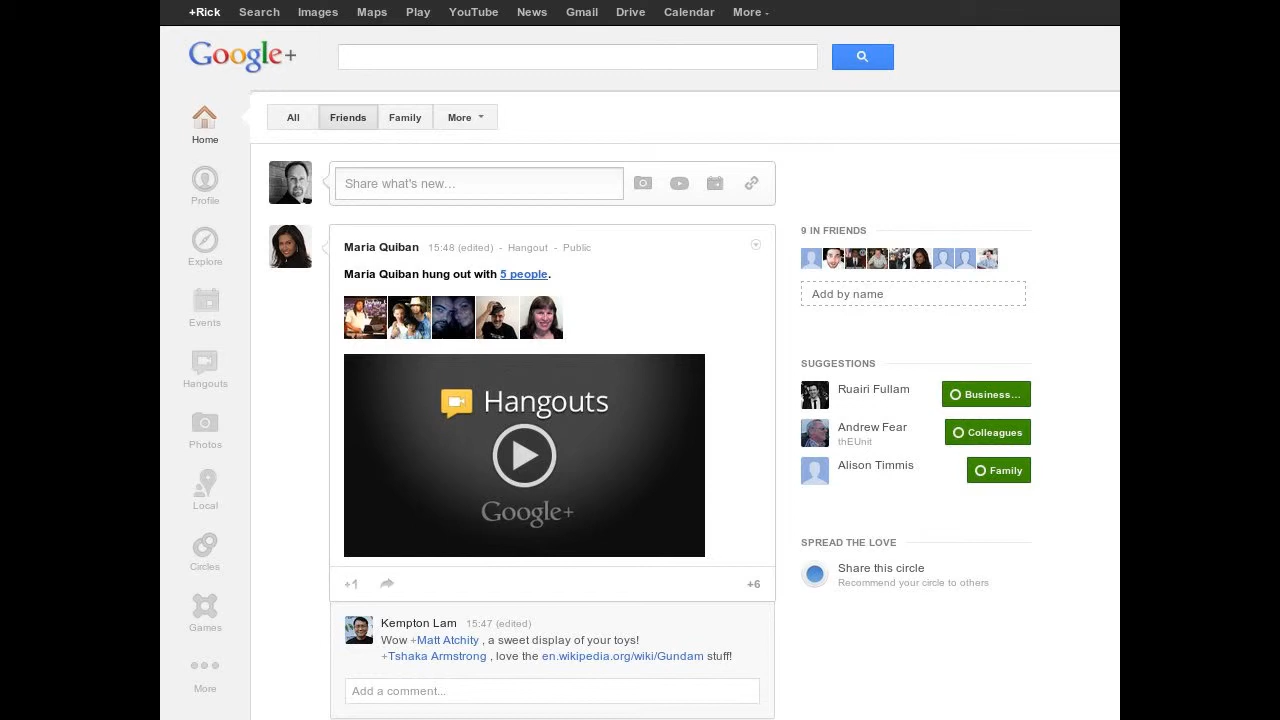 +Rick Search Images Maps Play YouTube News Gmail Drive Calendar More
Google+
All Friends Family More
Home
Profile
Explore
Events
Hangouts
Photos
Local
Circles
Games
More
Share what's new...
Maria Quiban 15:48 (edited) - Hangout - Public
Maria Quiban hung out with 5 people.
Hangouts
Google+
+1 +6
Kempton Lam 15:47 (edited)
Wow +Matt Atchity , a sweet display of your toys!
+Tshaka Armstrong , love the en.wikipedia.org/wiki/Gundam stuff!
Add a comment...
9 IN FRIENDS
Add by name
SUGGESTIONS
Ruairi Fullam Business...
Andrew Fear Colleagues
thEUnit
Alison Timmis Family
SPREAD THE LOVE
Share this circle
Recommend your circle to others